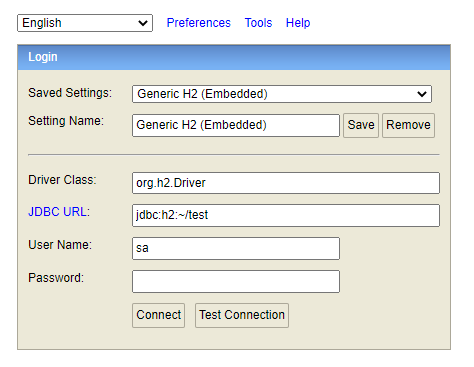 English Preferences Tools Help
Login
Saved Settings: Generic H2 (Embedded)
Setting Name: Generic H2 (Embedded) Save Remove
Driver Class: org.h2.Driver
JDBC URL: jdbc:h2:~/test
User Name: sa
Password:
Connect Test Connection